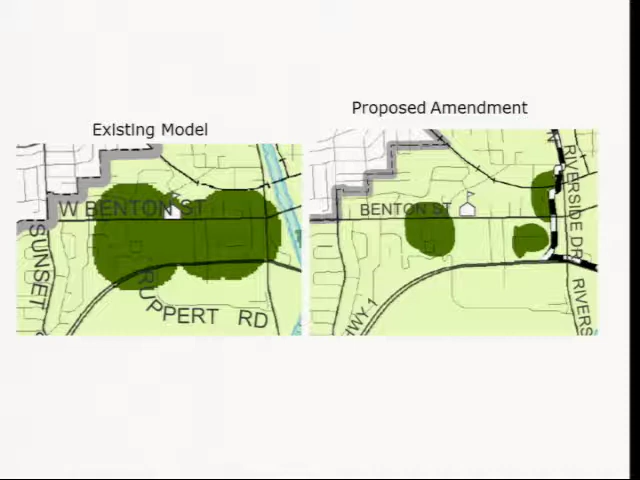 Existing Model
Proposed Amendment
W BENTON ST
SUNSET
RUPPERT RD
BENTON ST
RIVERSIDE DR
HWY 1
RIVERS